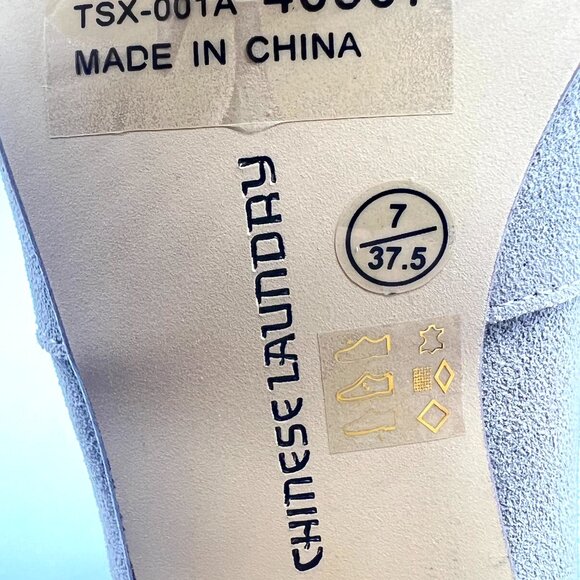 TSX-001A
MADE IN CHINA
7
37.5
CHINESE LAUNDRY